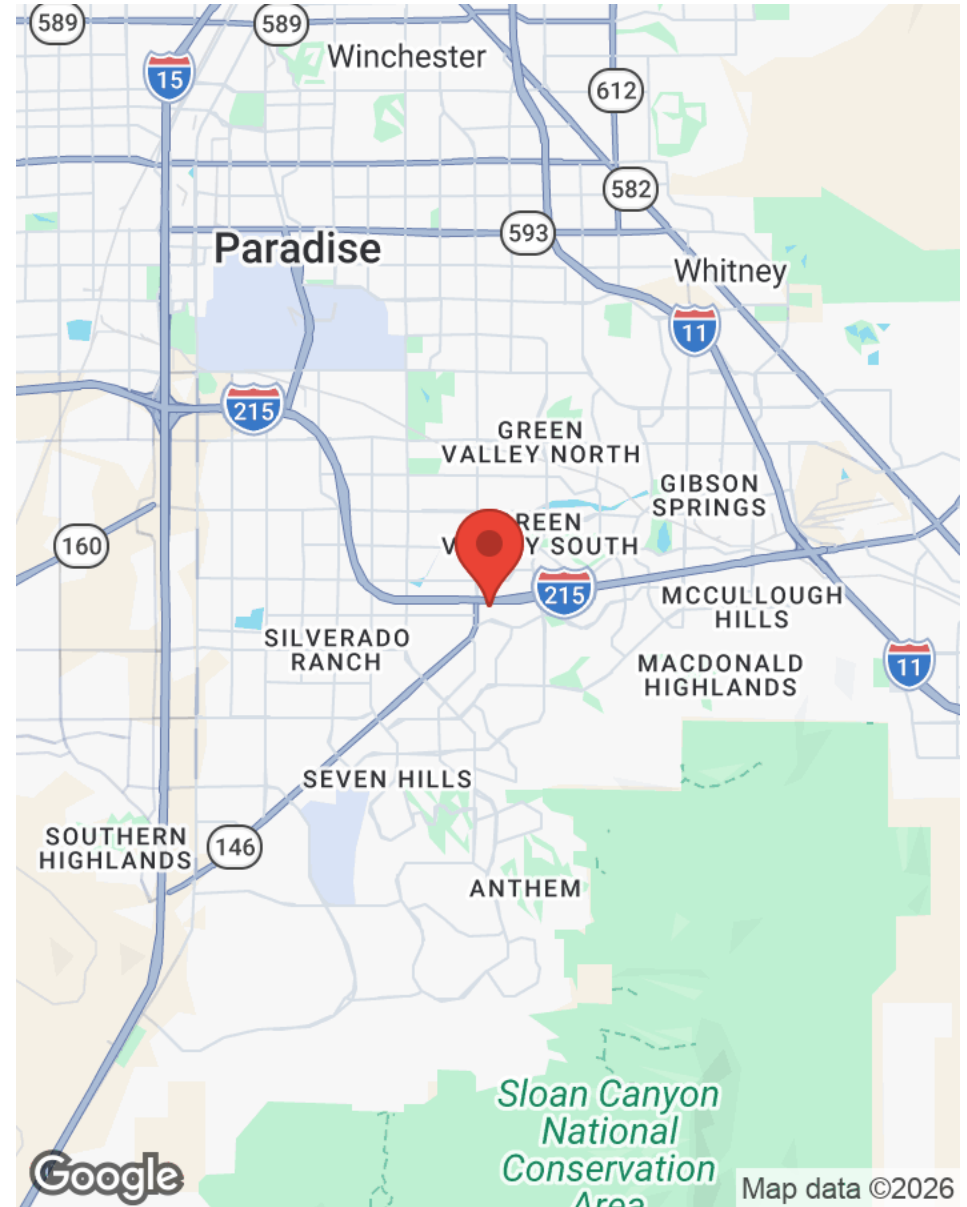 589
589
Winchester
15
612
582
593
Paradise
Whitney
11
215
GREEN
VALLEY NORTH
GIBSON
SPRINGS
160
SOUTH
215
MCCULLOUGH
HILLS
SILVERADO
RANCH
MACDONALD
HIGHLANDS
11
SEVEN HILLS
SOUTHERN
HIGHLANDS
146
ANTHEM
Sloan Canyon
National
Conservation
Area
Google
Map data ©2026